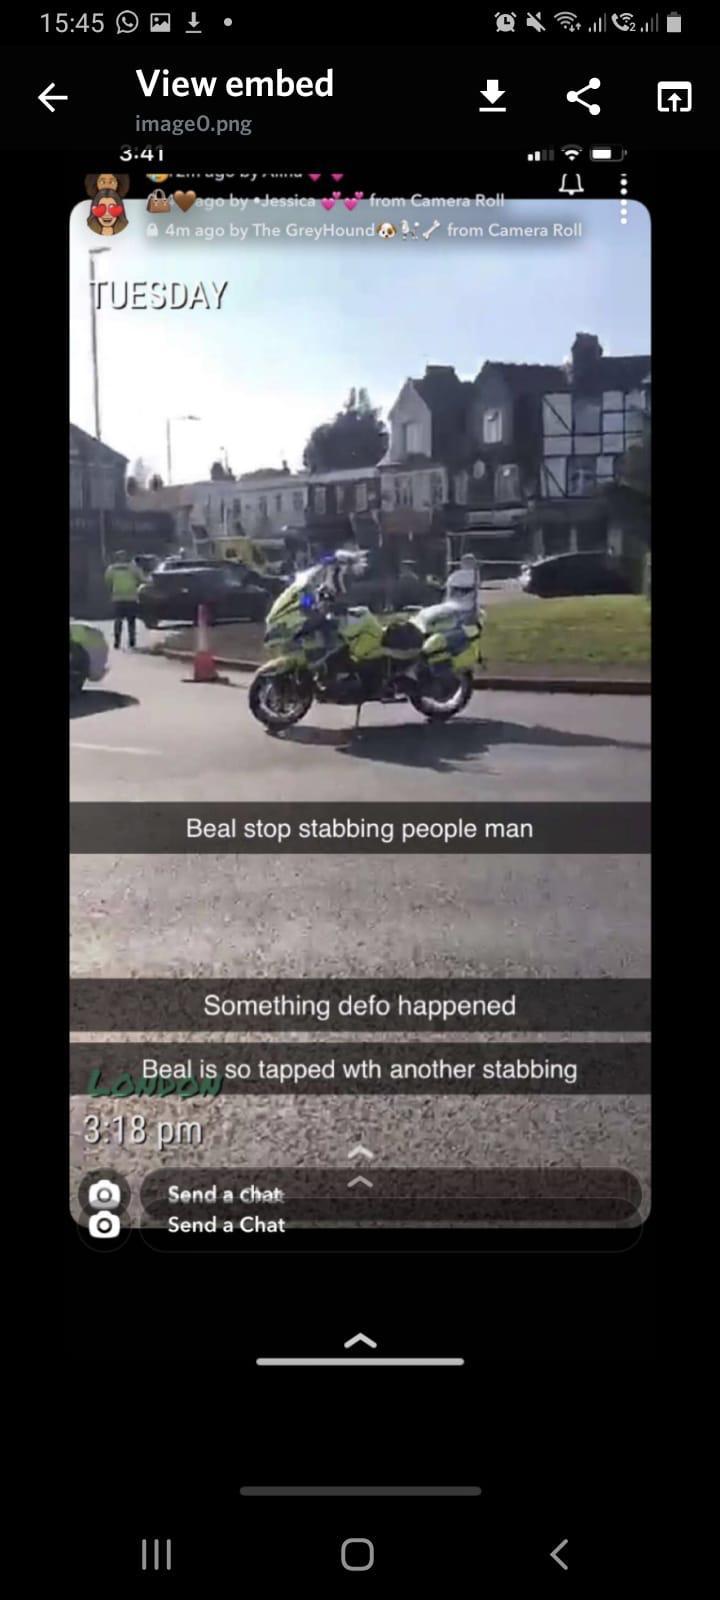 15:45
View embed
image0.png
3:41
ago by •Jessica 💕💕 from Camera Roll
4m ago by The GreyHound🐶🐩🦴 from Camera Roll
TUESDAY
Beal stop stabbing people man
Something defo happened
Beal is so tapped wth another stabbing
LONDON
3:18 pm
Send a chat
Send a Chat